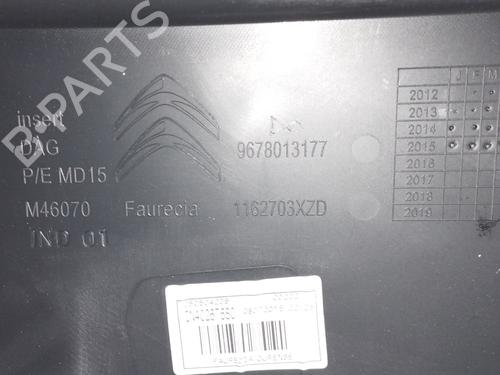 B-PARTS
insert
DAG
P/E MD15
M46070 Faurecia
IND 01
9678013177
1162703XZD
J F M
2012
2013
2014
2015
2016
2017
2018
2019